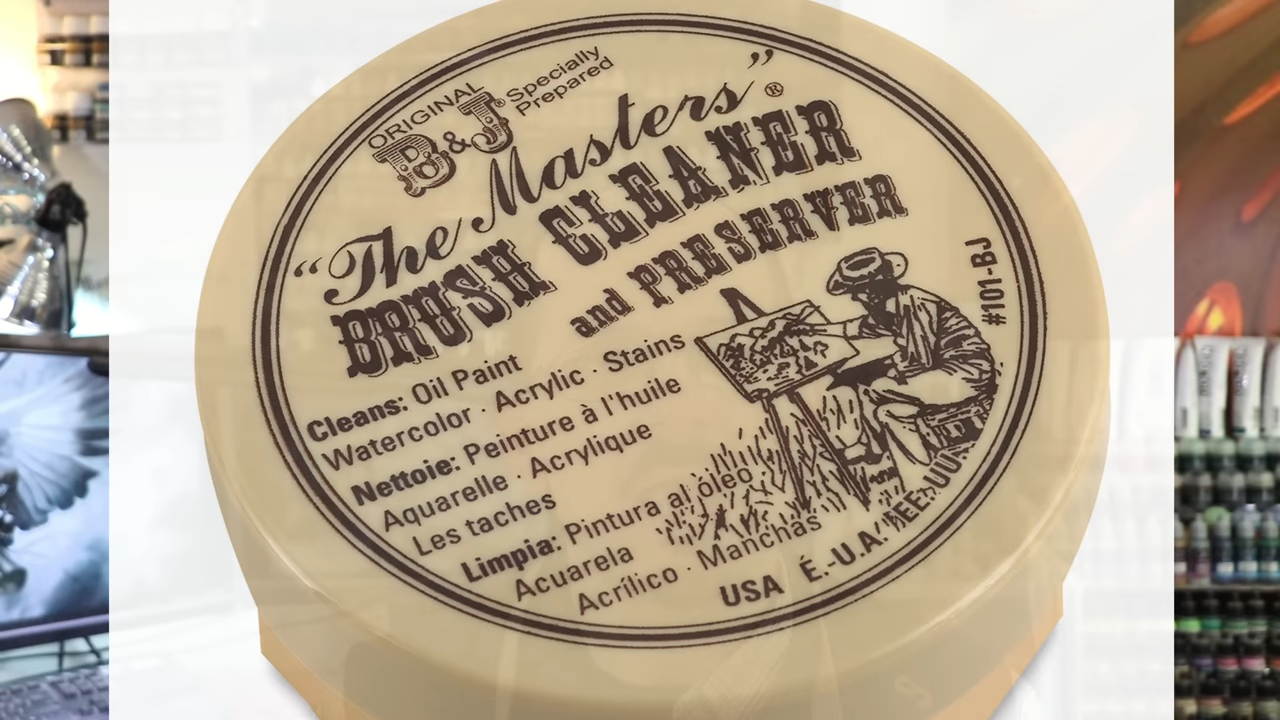 ORIGINAL
B&J® Specially
Prepared
“The Masters”®
BRUSH CLEANER
and PRESERVER
Cleans: Oil Paint
Watercolor · Acrylic · Stains
Nettoie: Peinture à l'huile
Aquarelle · Acrylique
Les taches
Limpia: Pintura al óleo
Acuarela
Acrílico · Manchas
USA É.-U.A. EE. UU.
#101-BJ